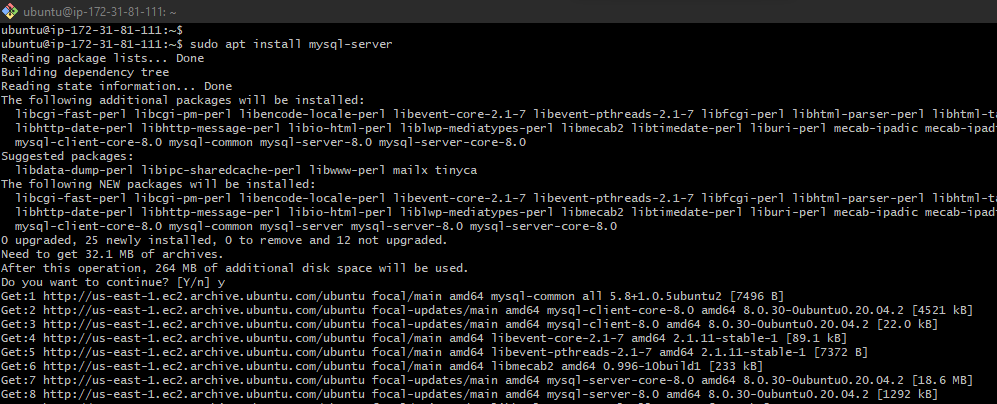 ubuntu@ip-172-31-81-111: ~
ubuntu@ip-172-31-81-111:~$
ubuntu@ip-172-31-81-111:~$ sudo apt install mysql-server
Reading package lists... Done
Building dependency tree
Reading state information... Done
The following additional packages will be installed:
  libcgi-fast-perl libcgi-pm-perl libencode-locale-perl libevent-core-2.1-7 libevent-pthreads-2.1-7 libfcgi-perl libhtml-parser-perl libhtml-ta
  libhttp-date-perl libhttp-message-perl libio-html-perl liblwp-mediatypes-perl libmecab2 libtimedate-perl liburi-perl mecab-ipadic mecab-ipadi
  mysql-client-core-8.0 mysql-common mysql-server-8.0 mysql-server-core-8.0
Suggested packages:
  libdata-dump-perl libipc-sharedcache-perl libwww-perl mailx tinyca
The following NEW packages will be installed:
  libcgi-fast-perl libcgi-pm-perl libencode-locale-perl libevent-core-2.1-7 libevent-pthreads-2.1-7 libfcgi-perl libhtml-parser-perl libhtml-ta
  libhttp-date-perl libhttp-message-perl libio-html-perl liblwp-mediatypes-perl libmecab2 libtimedate-perl liburi-perl mecab-ipadic mecab-ipadi
  mysql-client-core-8.0 mysql-common mysql-server mysql-server-8.0 mysql-server-core-8.0
0 upgraded, 25 newly installed, 0 to remove and 12 not upgraded.
Need to get 32.1 MB of archives.
After this operation, 264 MB of additional disk space will be used.
Do you want to continue? [Y/n] y
Get:1 http://us-east-1.ec2.archive.ubuntu.com/ubuntu focal/main amd64 mysql-common all 5.8+1.0.5ubuntu2 [7496 B]
Get:2 http://us-east-1.ec2.archive.ubuntu.com/ubuntu focal-updates/main amd64 mysql-client-core-8.0 amd64 8.0.30-0ubuntu0.20.04.2 [4521 kB]
Get:3 http://us-east-1.ec2.archive.ubuntu.com/ubuntu focal-updates/main amd64 mysql-client-8.0 amd64 8.0.30-0ubuntu0.20.04.2 [22.0 kB]
Get:4 http://us-east-1.ec2.archive.ubuntu.com/ubuntu focal/main amd64 libevent-core-2.1-7 amd64 2.1.11-stable-1 [89.1 kB]
Get:5 http://us-east-1.ec2.archive.ubuntu.com/ubuntu focal/main amd64 libevent-pthreads-2.1-7 amd64 2.1.11-stable-1 [7372 B]
Get:6 http://us-east-1.ec2.archive.ubuntu.com/ubuntu focal/main amd64 libmecab2 amd64 0.996-10build1 [233 kB]
Get:7 http://us-east-1.ec2.archive.ubuntu.com/ubuntu focal-updates/main amd64 mysql-server-core-8.0 amd64 8.0.30-0ubuntu0.20.04.2 [18.6 MB]
Get:8 http://us-east-1.ec2.archive.ubuntu.com/ubuntu focal-updates/main amd64 mysql-server-8.0 amd64 8.0.30-0ubuntu0.20.04.2 [1292 kB]